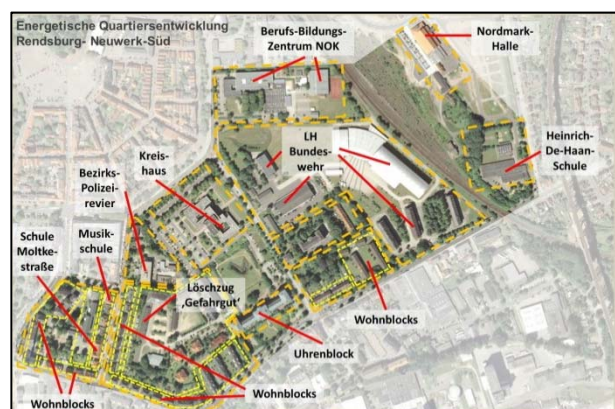 Energetische Quartiersentwicklung
Rendsburg- Neuwerk-Süd
Berufs-Bildungs-
Zentrum NOK
Nordmark-
Halle
LH
Bundes-
wehr
Heinrich-
De-Haan-
Schule
Kreis-
haus
Bezirks-
Polizei-
revier
Musik-
schule
Schule
Moltke-
straße
Löschzug
‚Gefahrgut‘
Wohnblocks
Uhrenblock
Wohnblocks
Wohnblocks